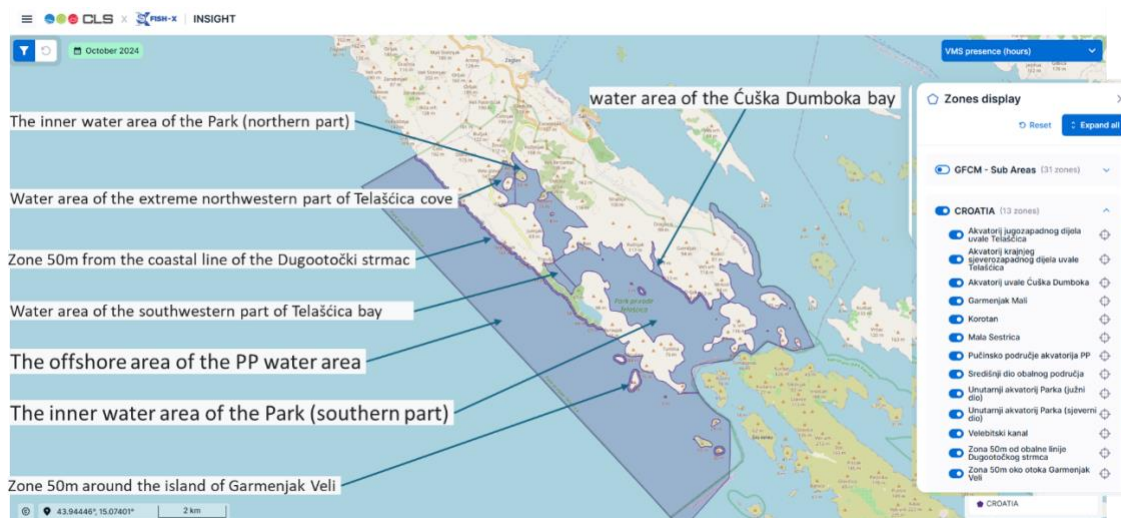 CLS x FISH-X INSIGHT
October 2024
VMS presence (hours)
water area of the Ćuška Dumboka bay
The inner water area of the Park (northern part)
Water area of the extreme northwestern part of Telašćica cove
Zone 50m from the coastal line of the Dugootočki strmac
Water area of the southwestern part of Telašćica bay
The offshore area of the PP water area
The inner water area of the Park (southern part)
Zone 50m around the island of Garmenjak Veli
Park prirode
Telašćica
43.94446°, 15.07401°
2 km
Zones display
Reset
Expand all
GFCM - Sub Areas (31 zones)
CROATIA (13 zones)
Akvatorij jugozapadnog dijela
uvale Telašćica
Akvatorij krajnjeg
sjeverozapadnog dijela uvale
Telašćica
Akvatorij uvale Ćuška Dumboka
Garmenjak Mali
Korotan
Mala Sestrica
Pučinsko područje akvatorija PP
Središnji dio obalnog područja
Unutarnji akvatorij Parka (južni
dio)
Unutarnji akvatorij Parka (sjeverni
dio)
Velebitski kanal
Zona 50m od obalne linije
Dugootočkog strmca
Zona 50m oko otoka Garmenjak
Veli
CROATIA